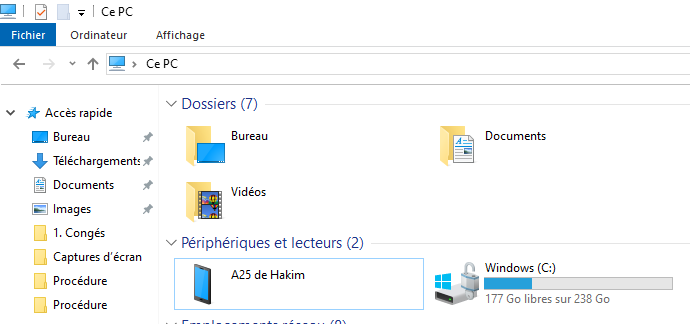 Ce PC
Fichier Ordinateur Affichage
Ce PC
Accès rapide
Bureau
Téléchargements
Documents
Images
1. Congés
Captures d'écran
Procédure
Procédure
Dossiers (7)
Bureau
Documents
Vidéos
Périphériques et lecteurs (2)
A25 de Hakim
Windows (C:)
177 Go libres sur 238 Go